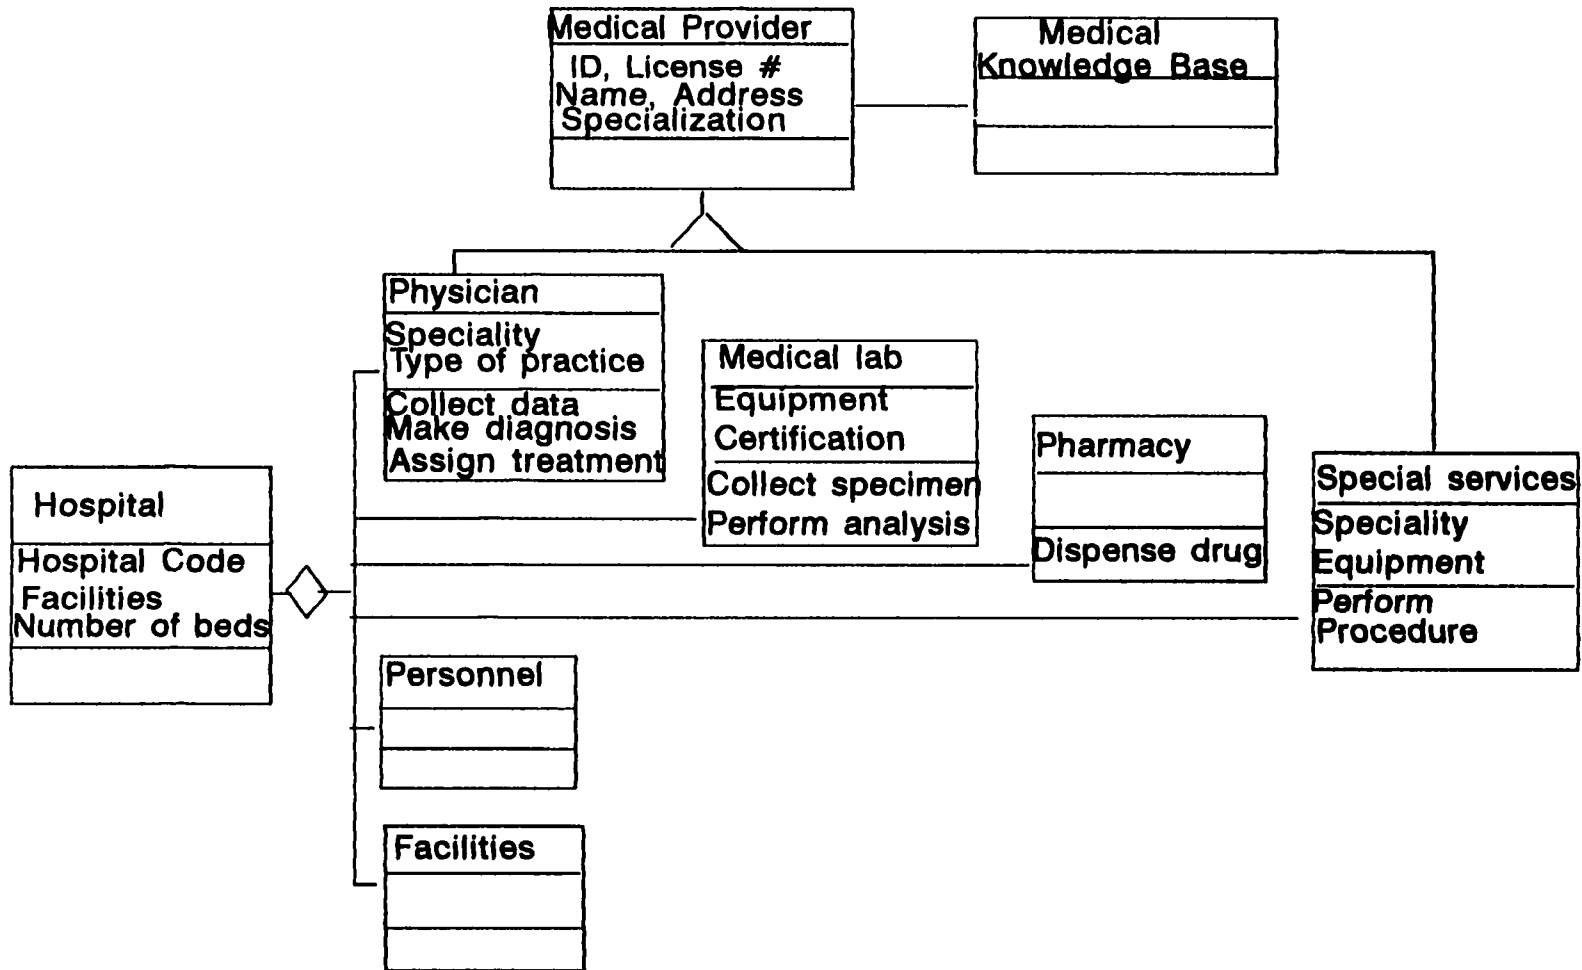 Medical Provider
ID, License #
Name, Address
Specialization
Medical
Knowledge Base
Physician
Speciality
Type of practice
Collect data
Make diagnosis
Assign treatment
Medical lab
Equipment
Certification
Collect specimen
Perform analysis
Pharmacy
Dispense drug
Special services
Speciality
Equipment
Perform
Procedure
Hospital
Hospital Code
Facilities
Number of beds
Personnel
Facilities